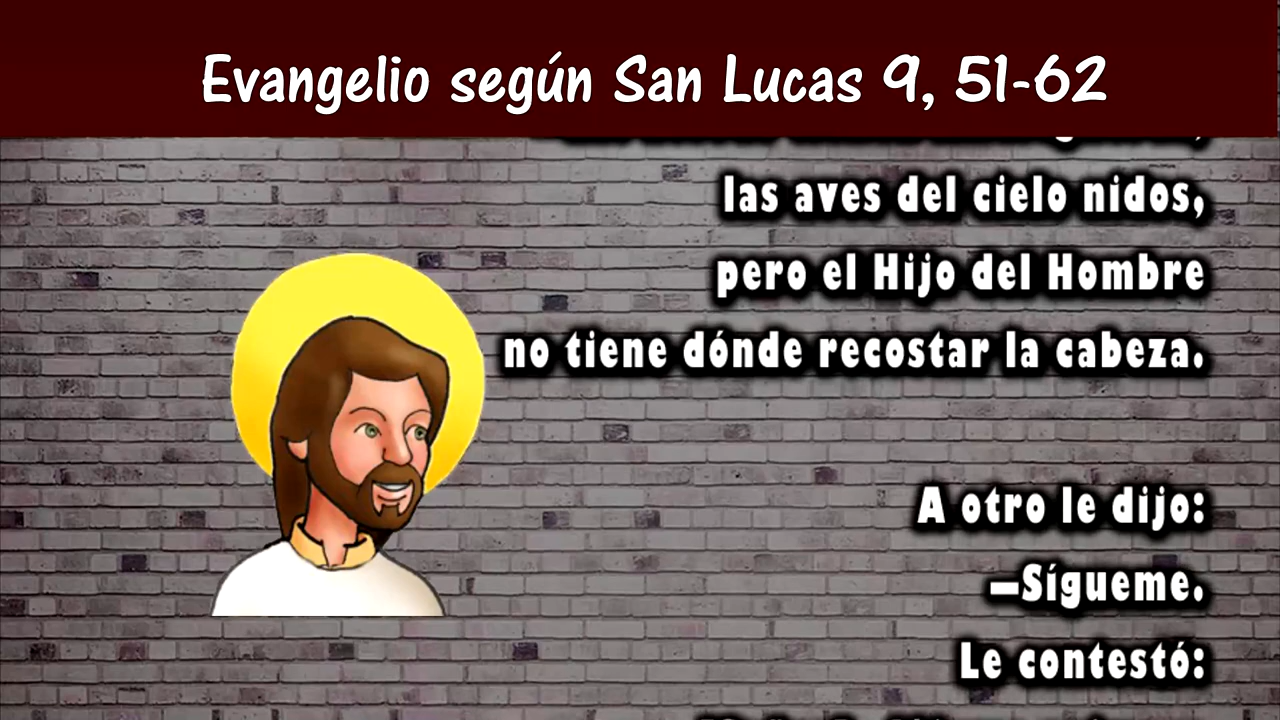 Evangelio según San Lucas 9, 51-62
las aves del cielo nidos,
pero el Hijo del Hombre
no tiene dónde recostar la cabeza.
A otro le dijo:
—Sígueme.
Le contestó: